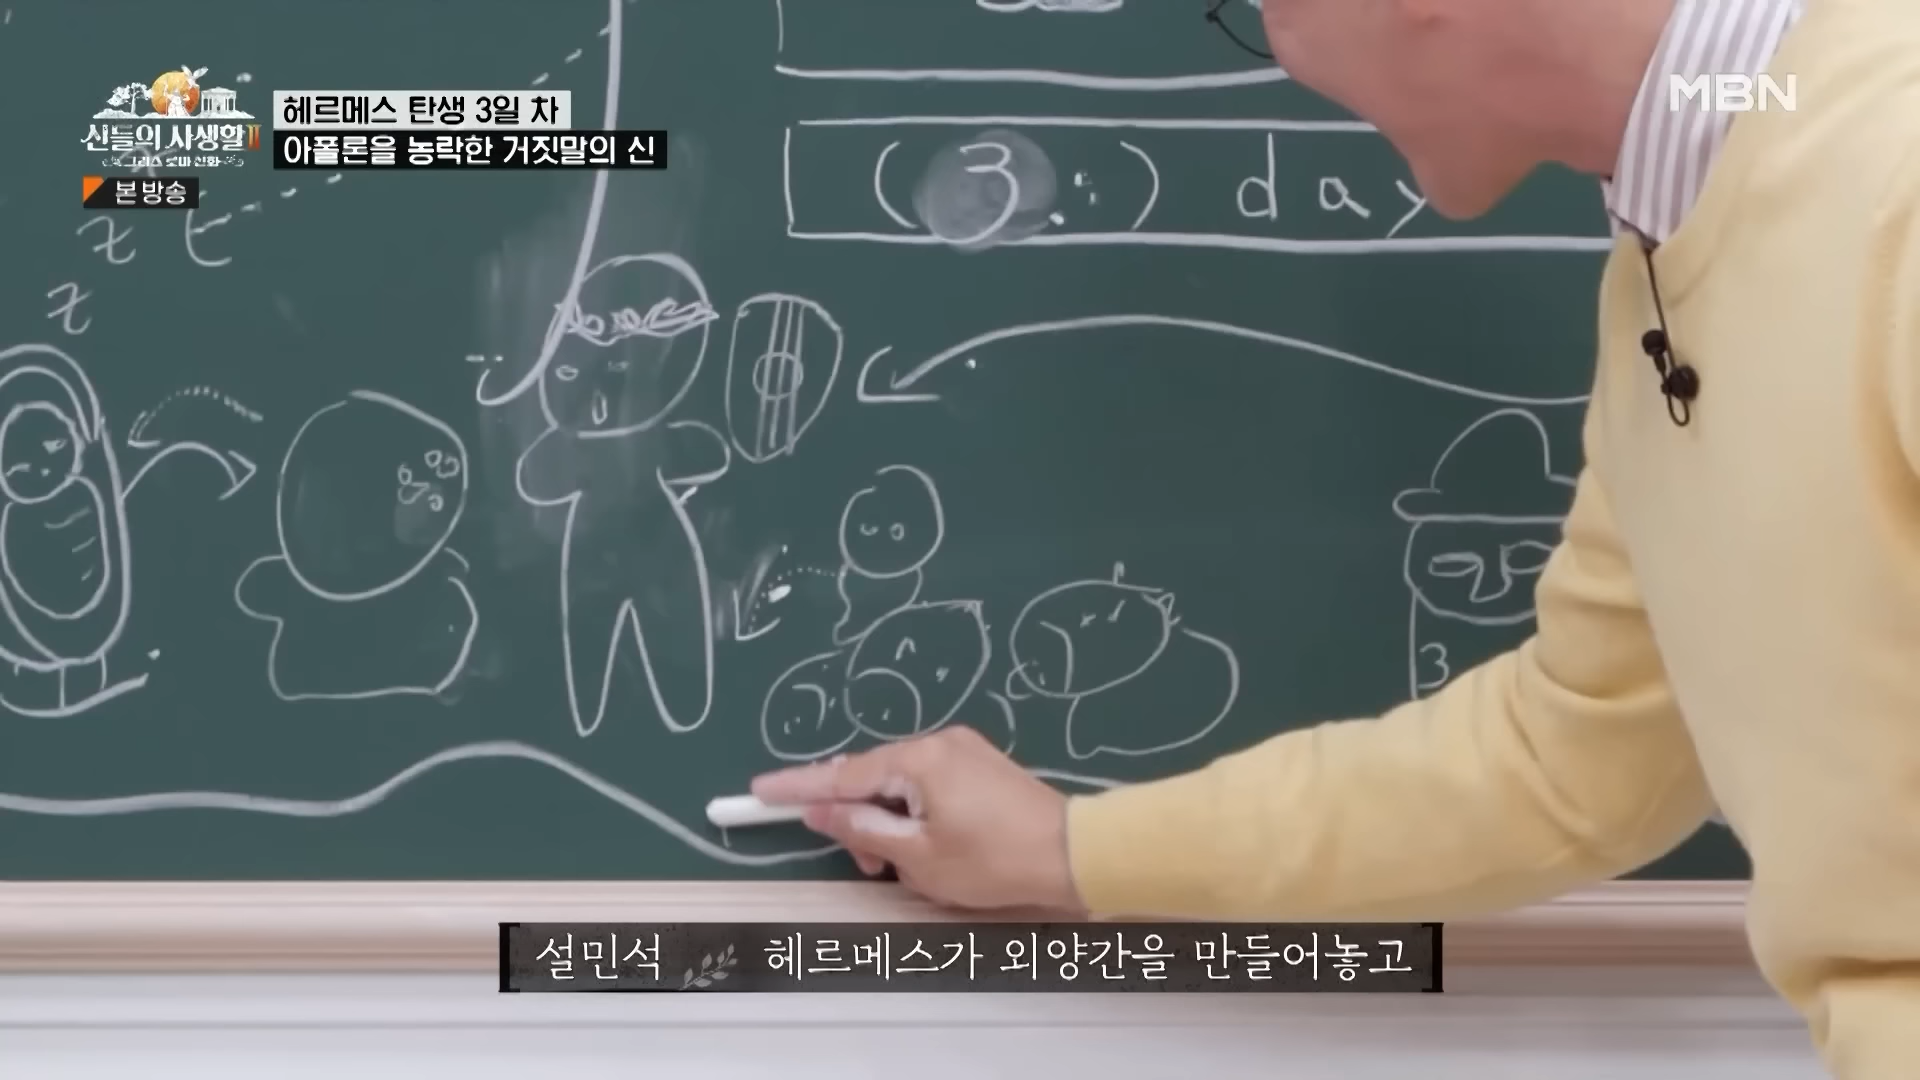 신들의 사생활 II
그리스 로마 신화
본 방송
헤르메스 탄생 3일 차
아폴론을 농락한 거짓말의 신
MBN
( 3 ) day
z
z
3
설민석 헤르메스가 외양간을 만들어놓고